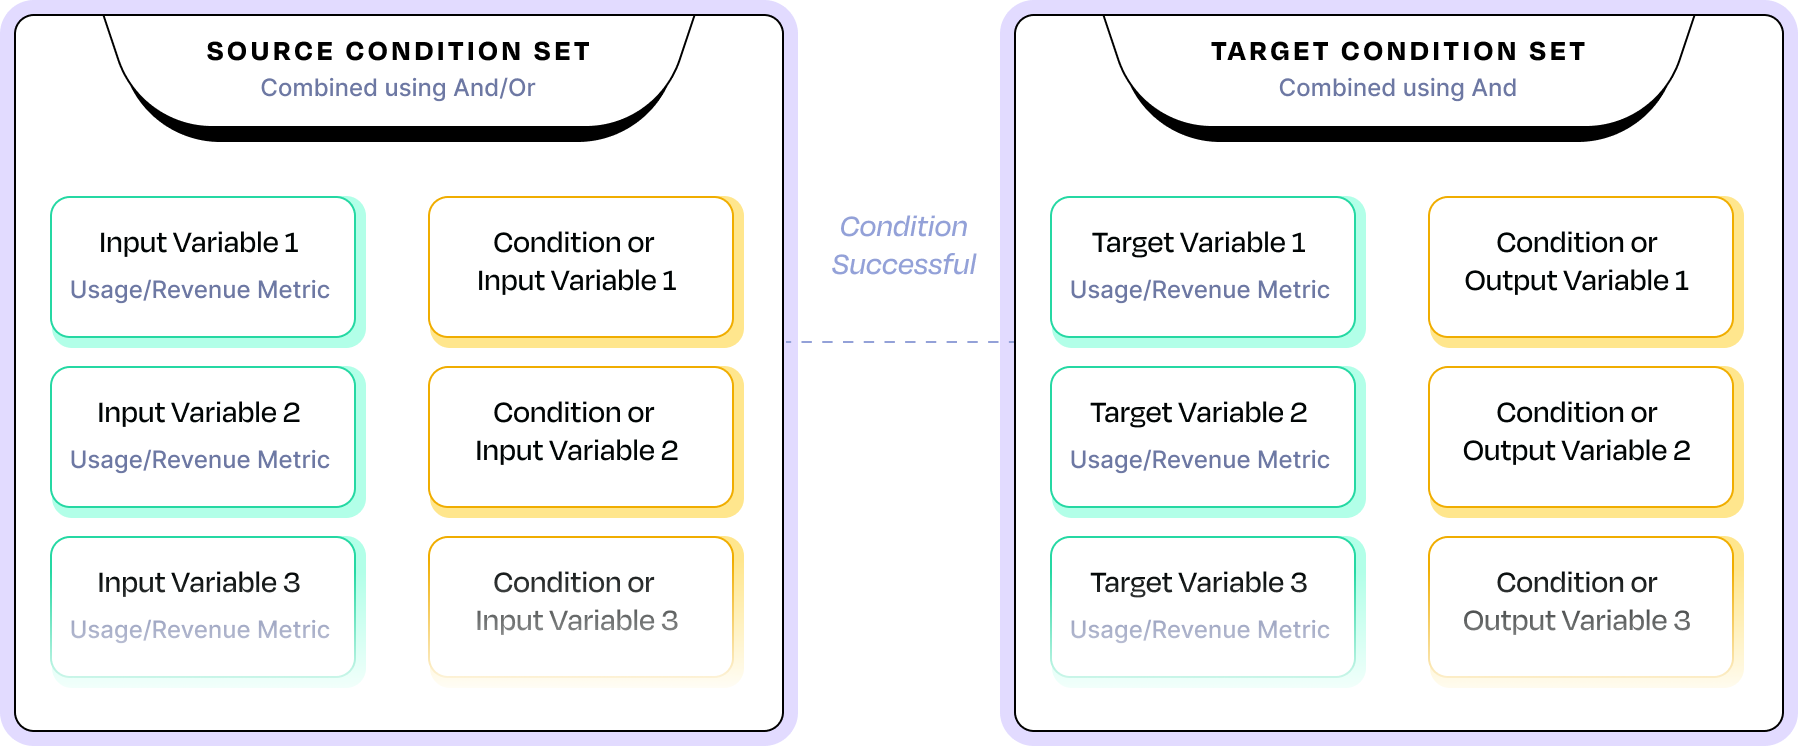 SOURCE CONDITION SET
Combined using And/Or
Input Variable 1
Usage/Revenue Metric
Condition or
Input Variable 1
Input Variable 2
Usage/Revenue Metric
Condition or
Input Variable 2
Input Variable 3
Usage/Revenue Metric
Condition or
Input Variable 3
Condition
Successful
TARGET CONDITION SET
Combined using And
Target Variable 1
Usage/Revenue Metric
Condition or
Output Variable 1
Target Variable 2
Usage/Revenue Metric
Condition or
Output Variable 2
Target Variable 3
Usage/Revenue Metric
Condition or
Output Variable 3